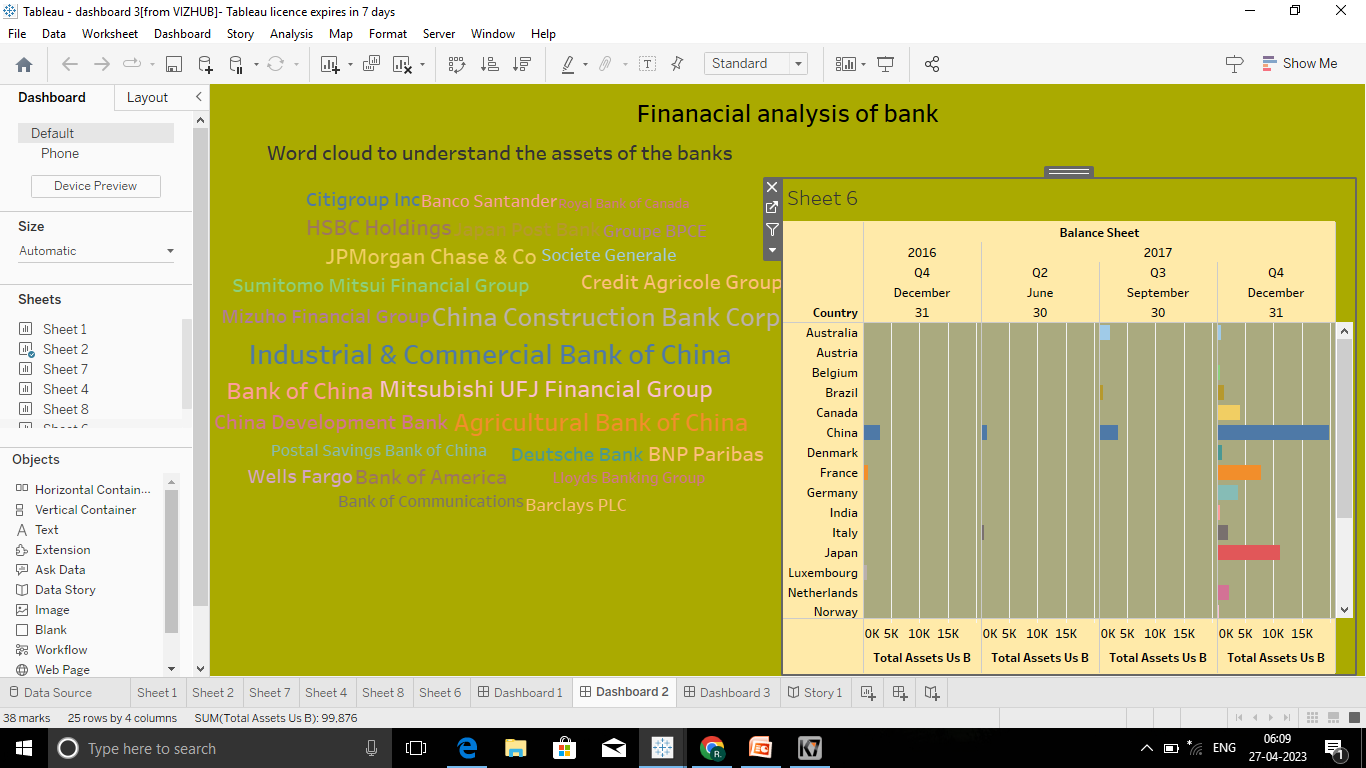 Tableau - dashboard 3[from VIZHUB]- Tableau licence expires in 7 days
File Data Worksheet Dashboard Story Analysis Map Format Server Window Help
Standard
Show Me
Dashboard Layout
Default
Phone
Device Preview
Size
Automatic
Sheets
Sheet 1
Sheet 2
Sheet 7
Sheet 4
Sheet 8
Objects
Horizontal Contain...
Vertical Container
Text
Extension
Ask Data
Data Story
Image
Blank
Workflow
Web Page
Finanacial analysis of bank
Word cloud to understand the assets of the banks
Citigroup Inc Banco Santander Royal Bank of Canada
HSBC Holdings Japan Post Bank Groupe BPCE
JPMorgan Chase & Co Societe Generale
Sumitomo Mitsui Financial Group Credit Agricole Group
Mizuho Financial Group China Construction Bank Corp
Industrial & Commercial Bank of China
Bank of China Mitsubishi UFJ Financial Group
China Development Bank Agricultural Bank of China
Postal Savings Bank of China Deutsche Bank BNP Paribas
Wells Fargo Bank of America Lloyds Banking Group
Bank of Communications Barclays PLC
Sheet 6
Balance Sheet
2016 2017
Q4 Q2 Q3 Q4
December June September December
Country 31 30 30 31
Australia
Austria
Belgium
Brazil
Canada
China
Denmark
France
Germany
India
Italy
Japan
Luxembourg
Netherlands
Norway
0K 5K 10K 15K 0K 5K 10K 15K 0K 5K 10K 15K 0K 5K 10K 15K
Total Assets Us B Total Assets Us B Total Assets Us B Total Assets Us B
Data Source Sheet 1 Sheet 2 Sheet 7 Sheet 4 Sheet 8 Sheet 6 Dashboard 1 Dashboard 2 Dashboard 3 Story 1
38 marks 25 rows by 4 columns SUM(Total Assets Us B): 99.876
Type here to search
ENG
06:09
27-04-2023
1